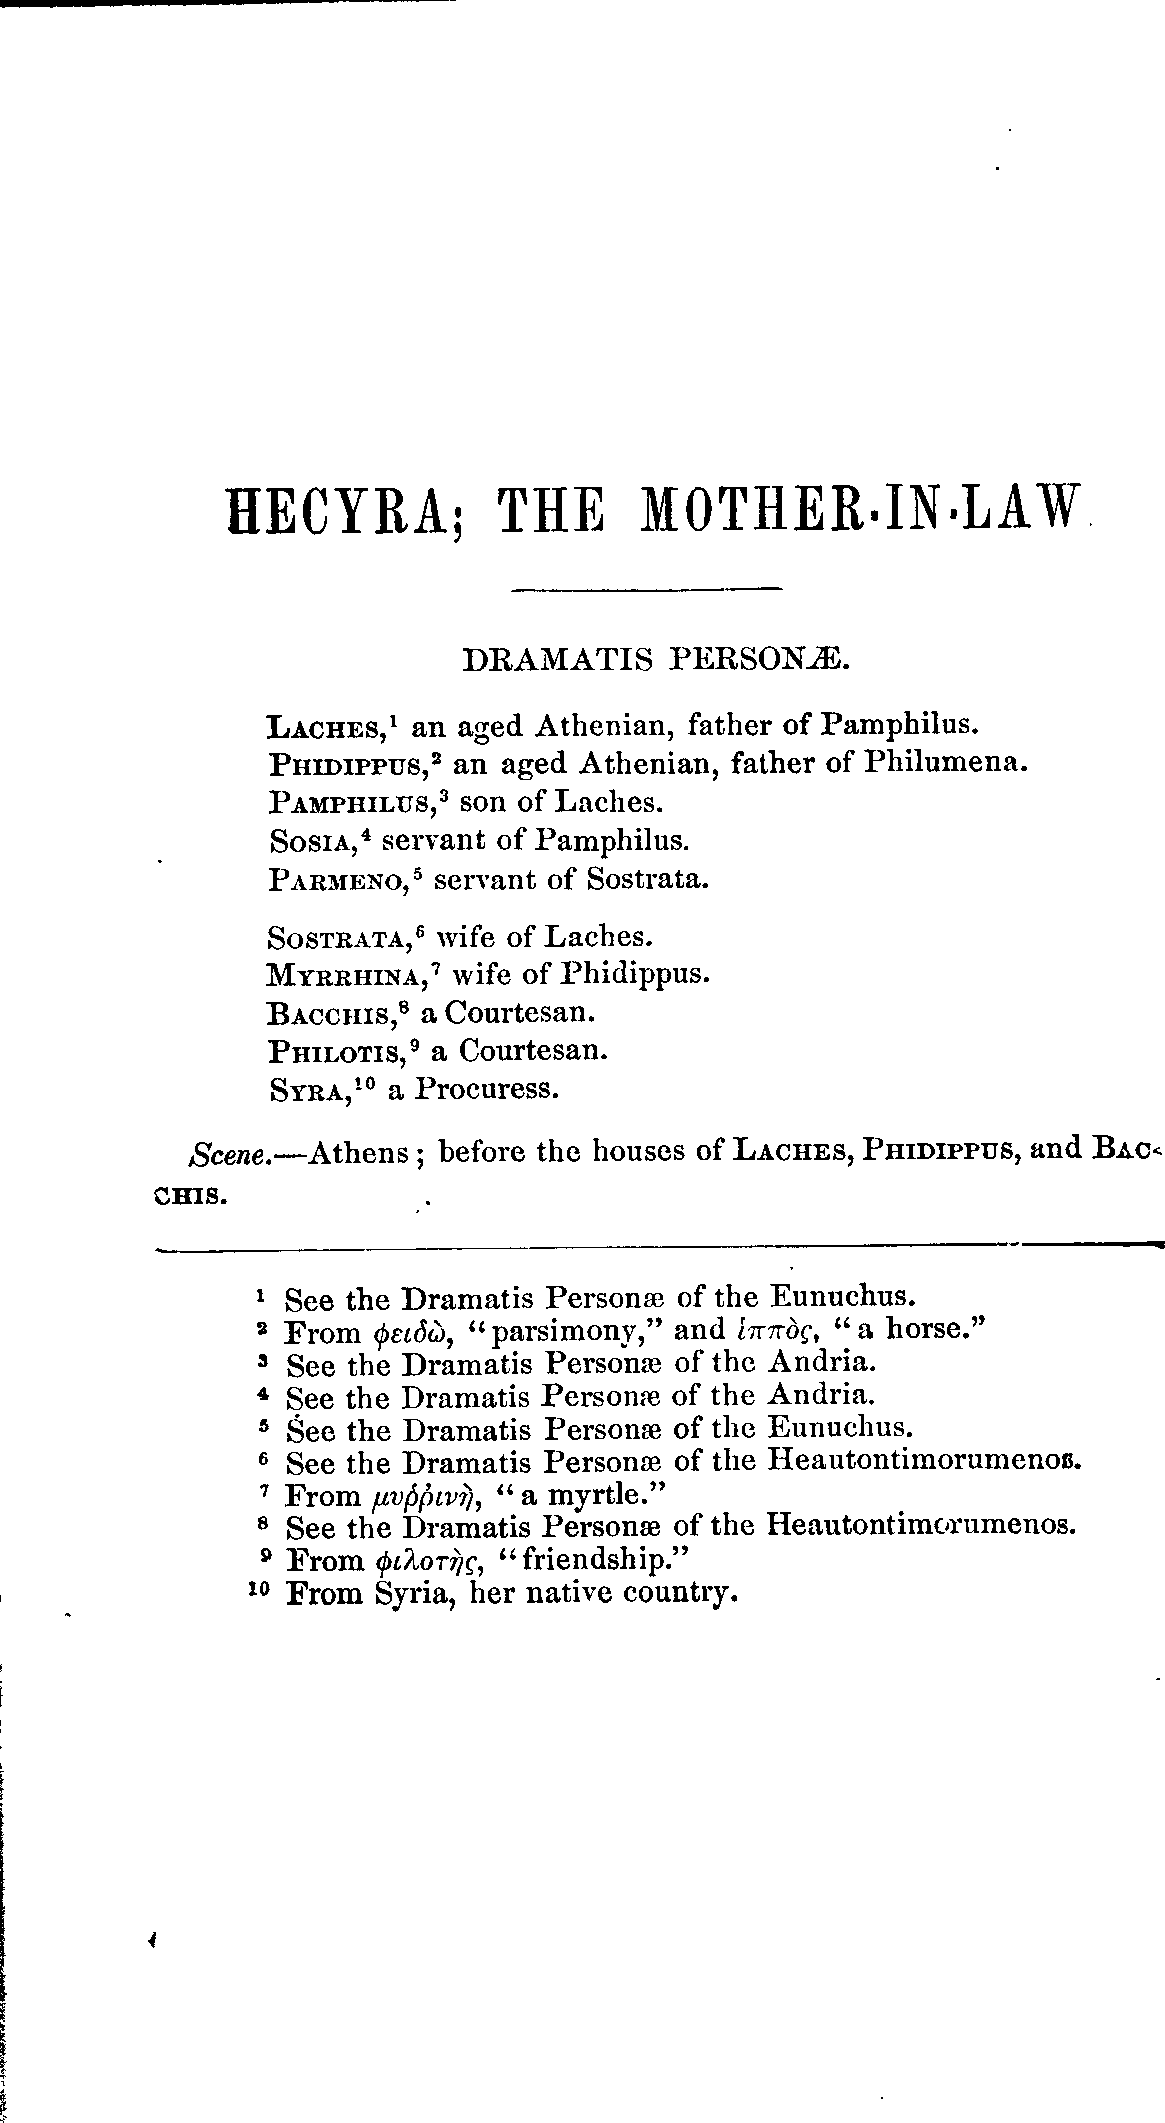 HECYRA; THE MOTHER-IN-LAW
DRAMATIS PERSONÆ.
LACHES,¹ an aged Athenian, father of Pamphilus.
PHIDIPPUS,² an aged Athenian, father of Philumena.
PAMPHILUS,³ son of Laches.
SOSIA,⁴ servant of Pamphilus.
PARMENO,⁵ servant of Sostrata.
SOSTRATA,⁶ wife of Laches.
MYRRHINA,⁷ wife of Phidippus.
BACCHIS,⁸ a Courtesan.
PHILOTIS,⁹ a Courtesan.
SYRA,¹⁰ a Procuress.
Scene.—Athens; before the houses of LACHES, PHIDIPPUS, and BAC-
CHIS.
¹ See the Dramatis Personæ of the Eunuchus.
² From φειδὼ, “parsimony,” and ἱππὸς, “a horse.”
³ See the Dramatis Personæ of the Andria.
⁴ See the Dramatis Personæ of the Andria.
⁵ See the Dramatis Personæ of the Eunuchus.
⁶ See the Dramatis Personæ of the Heautontimorumenos.
⁷ From μυῤῥινὴ, “a myrtle.”
⁸ See the Dramatis Personæ of the Heautontimorumenos.
⁹ From φιλοτὴς, “friendship.”
¹⁰ From Syria, her native country.